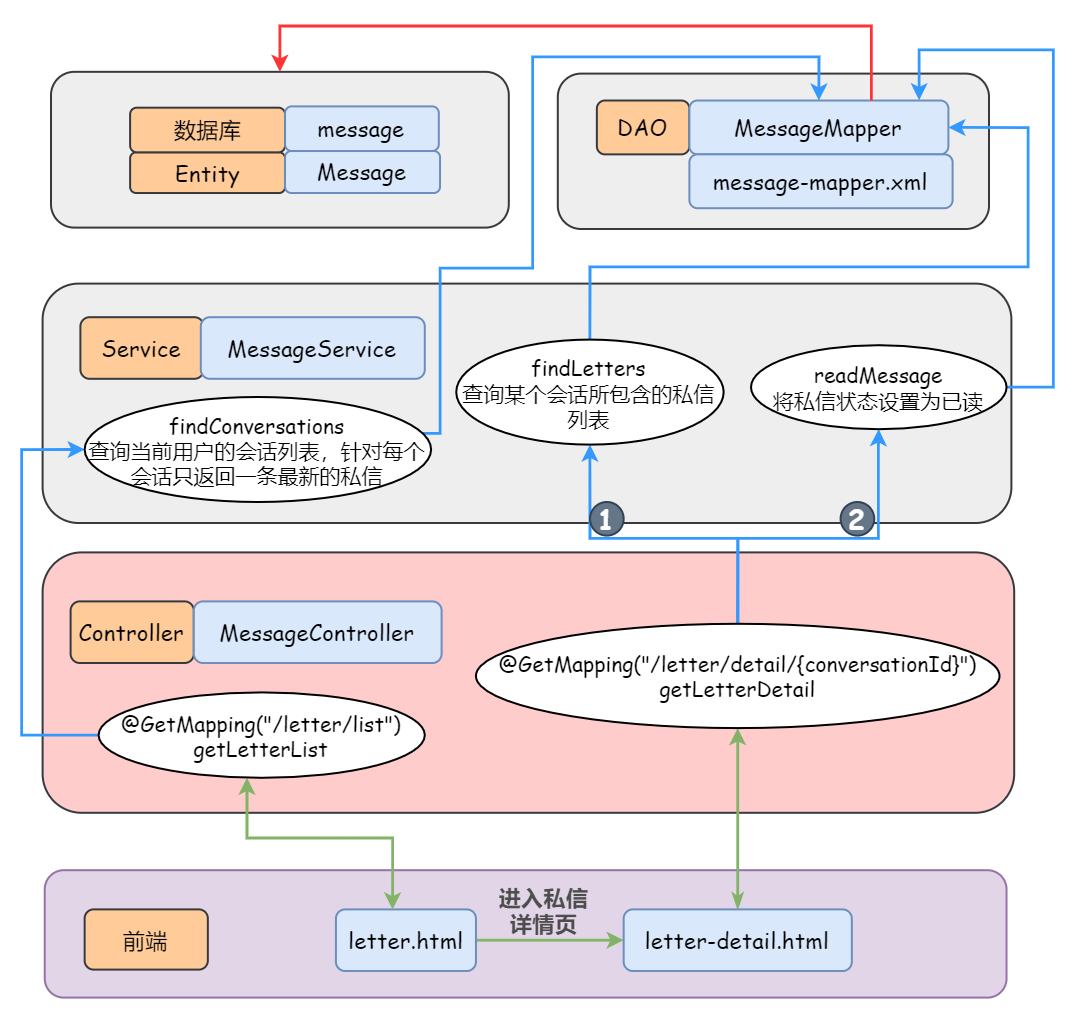 数据库
message
Entity
Message
DAO
MessageMapper
message-mapper.xml
Service
MessageService
findConversations
查询当前用户的会话列表，针对每个
会话只返回一条最新的私信
findLetters
查询某个会话所包含的私信
列表
readMessage
将私信状态设置为已读
1
2
Controller
MessageController
@GetMapping("/letter/list")
getLetterList
@GetMapping("/letter/detail/{conversationId}")
getLetterDetail
前端
letter.html
进入私信
详情页
letter-detail.html